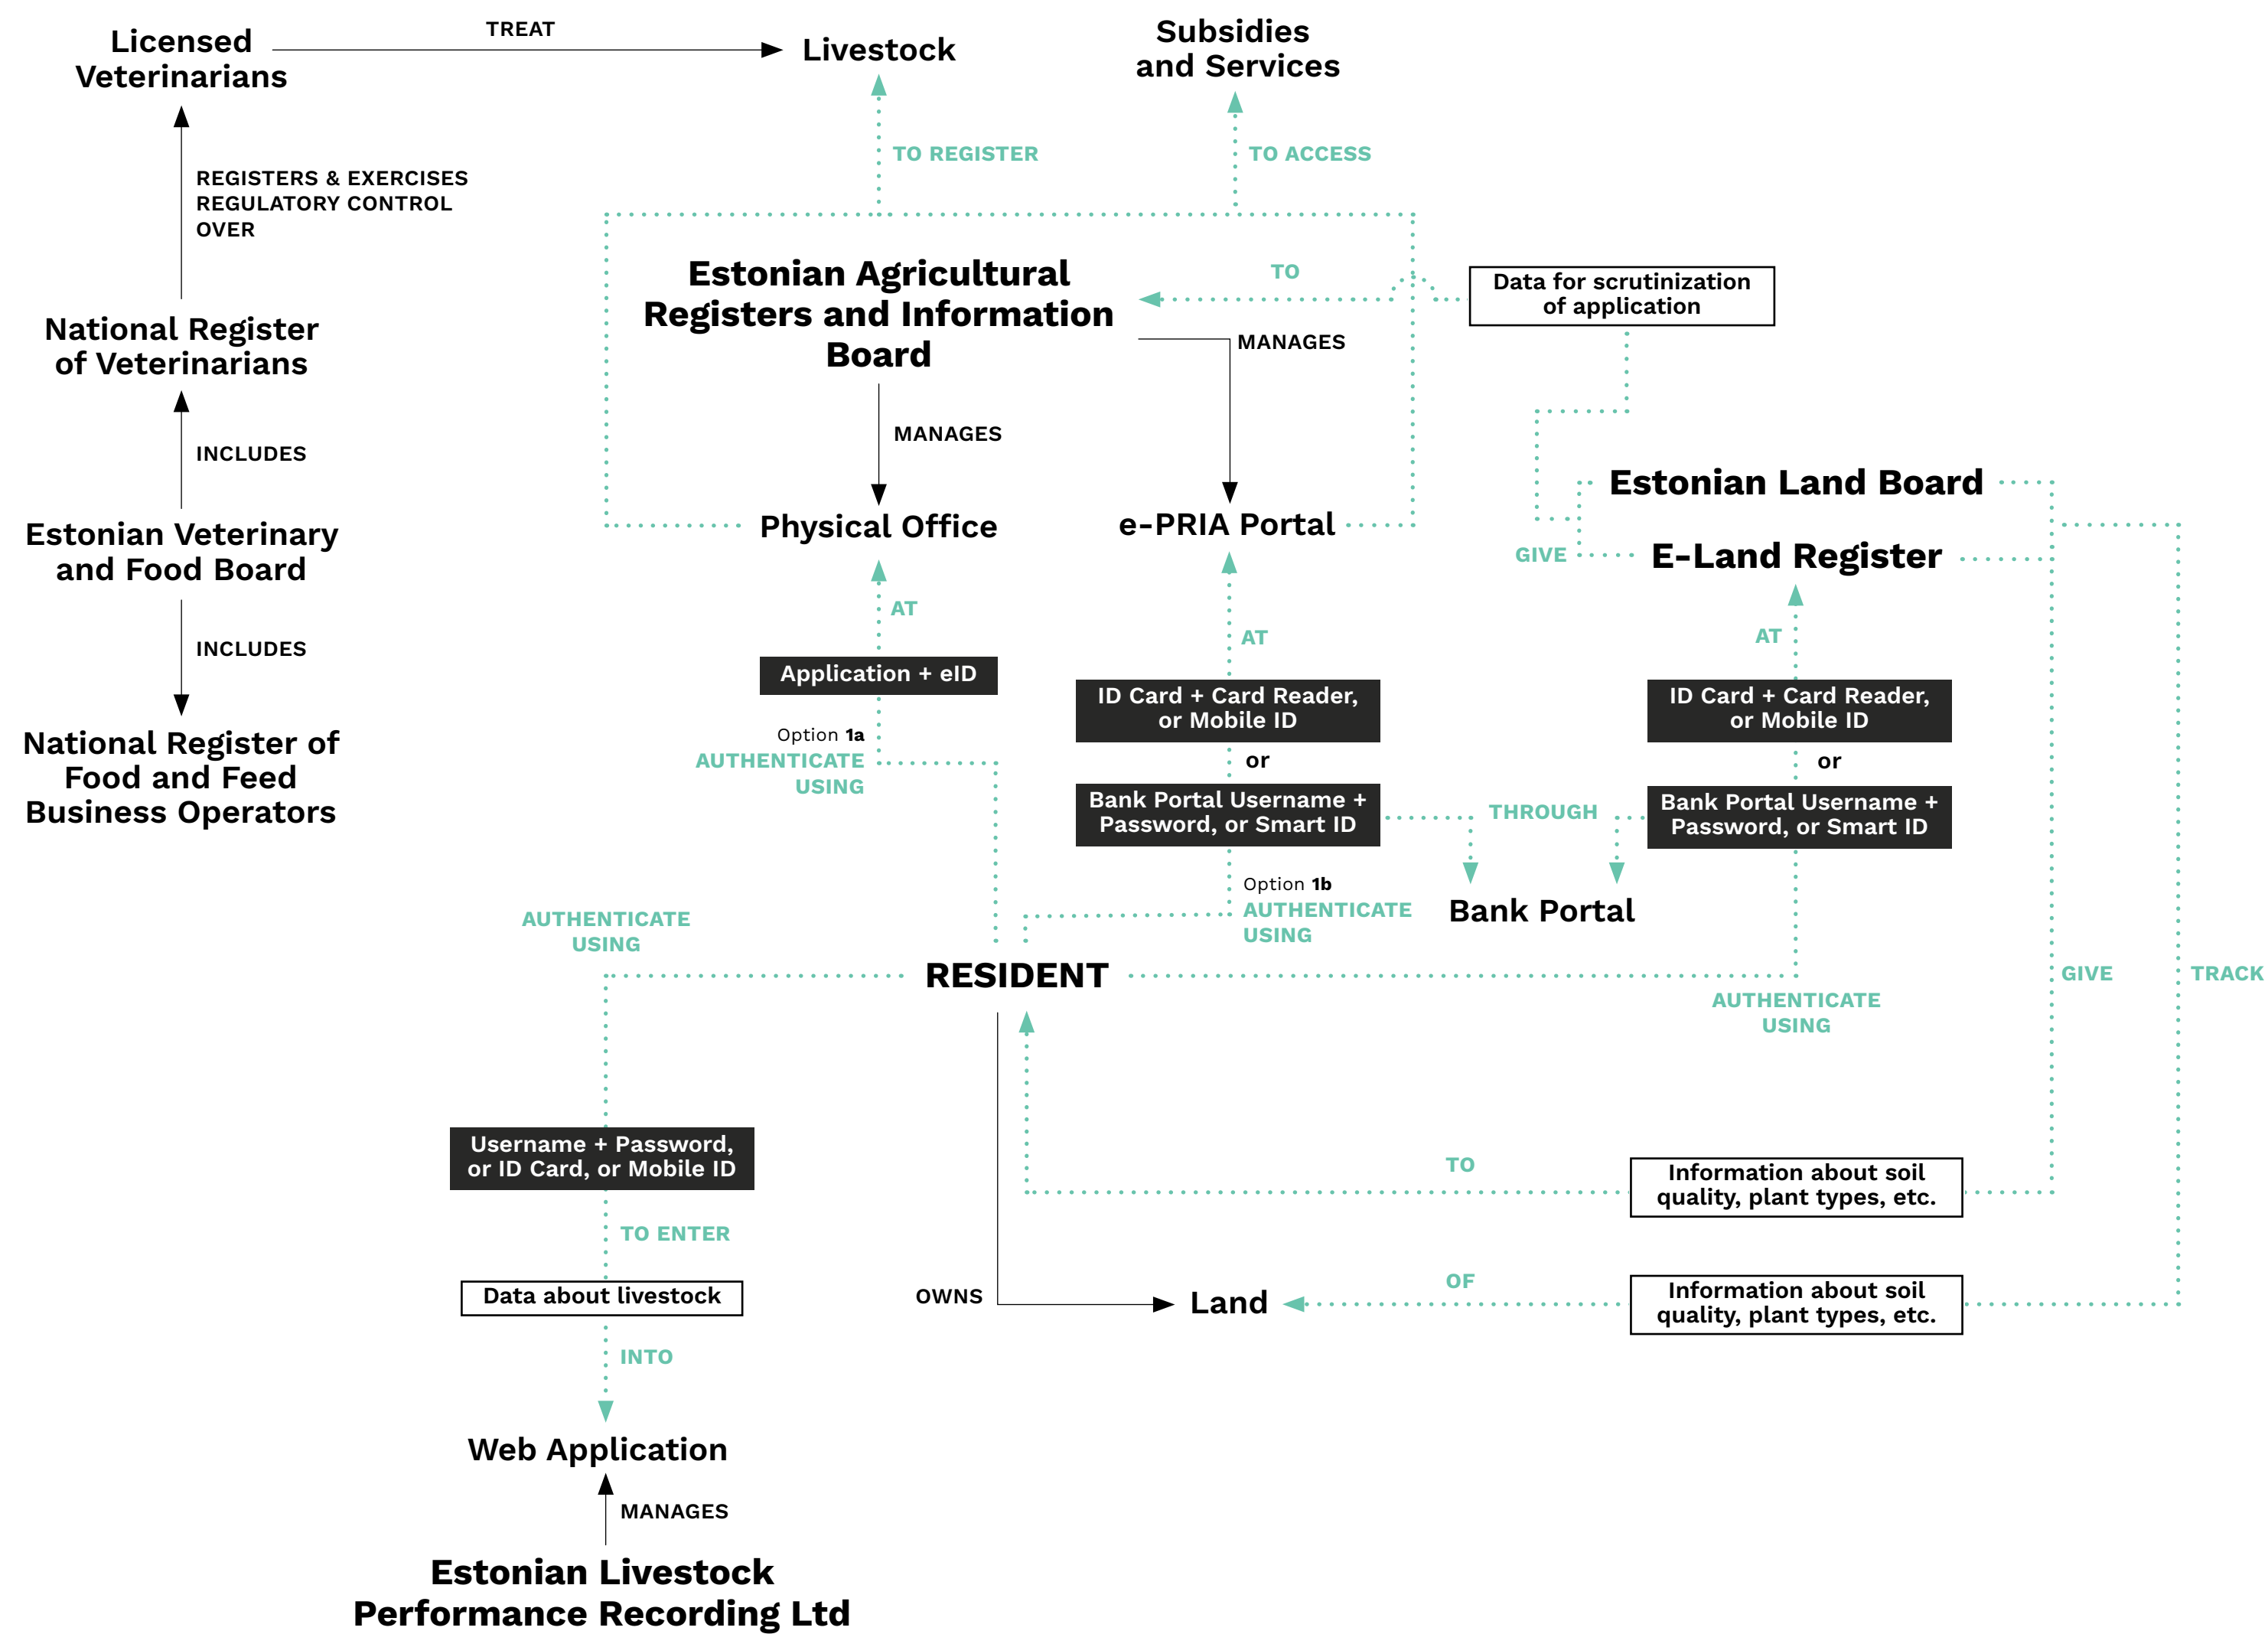 Licensed
Veterinarians
TREAT
Livestock
Subsidies
and Services
TO REGISTER
TO ACCESS
REGISTERS & EXERCISES
REGULATORY CONTROL
OVER
Estonian Agricultural
Registers and Information
Board
TO
Data for scrutinization
of application
National Register
of Veterinarians
MANAGES
MANAGES
INCLUDES
Estonian Land Board
Physical Office
e-PRIA Portal
Estonian Veterinary
and Food Board
GIVE
E-Land Register
AT
AT
AT
INCLUDES
Application + eID
ID Card + Card Reader,
or Mobile ID
ID Card + Card Reader,
or Mobile ID
National Register of
Food and Feed
Business Operators
Option 1a
AUTHENTICATE
USING
or
or
Bank Portal Username +
Password, or Smart ID
THROUGH
Bank Portal Username +
Password, or Smart ID
Option 1b
AUTHENTICATE
USING
Bank Portal
AUTHENTICATE
USING
RESIDENT
GIVE
TRACK
AUTHENTICATE
USING
Username + Password,
or ID Card, or Mobile ID
TO
Information about soil
quality, plant types, etc.
TO ENTER
Data about livestock
OWNS
Land
OF
Information about soil
quality, plant types, etc.
INTO
Web Application
MANAGES
Estonian Livestock
Performance Recording Ltd